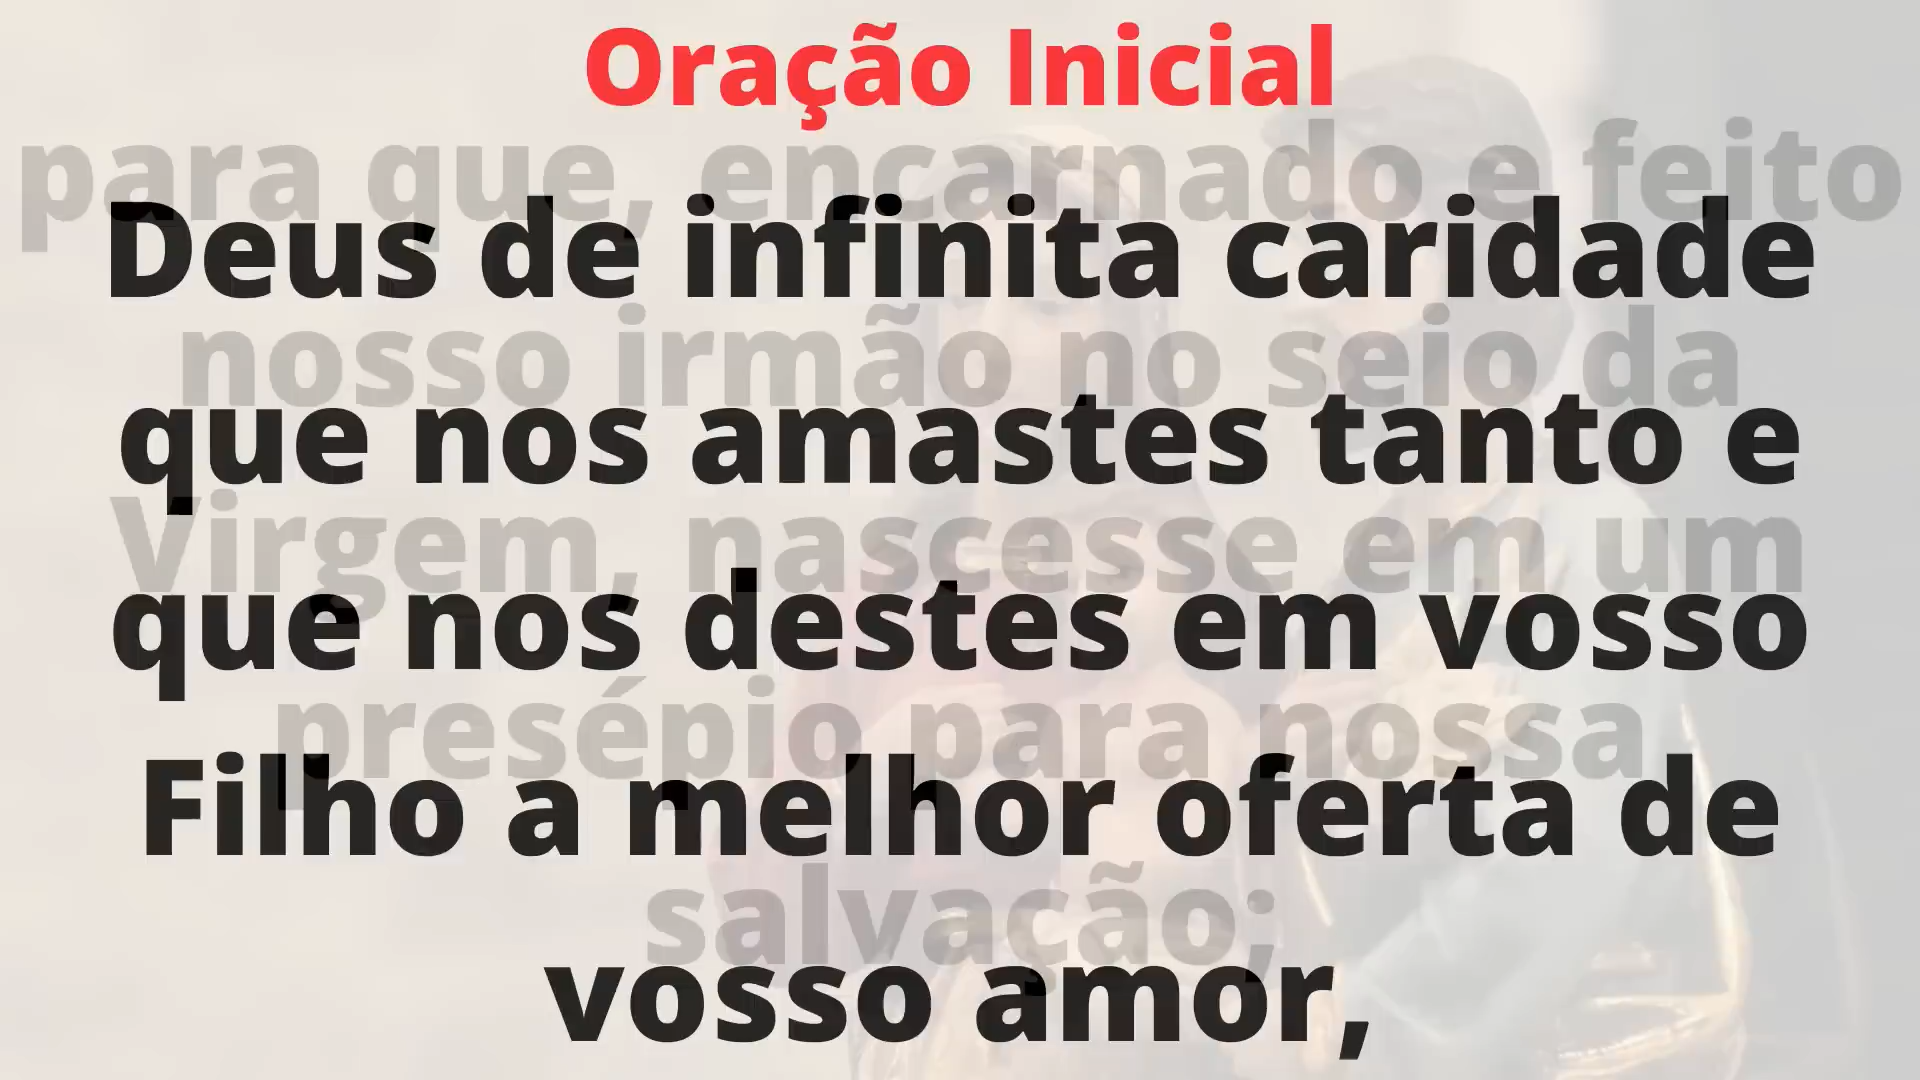 Oração Inicial
para que, encarnado e feito
Deus de infinita caridade
nosso irmão no seio da
que nos amastes tanto e
Virgem, nascesse em um
que nos destes em vosso
presépio para nossa
Filho a melhor oferta de
salvação;
vosso amor,